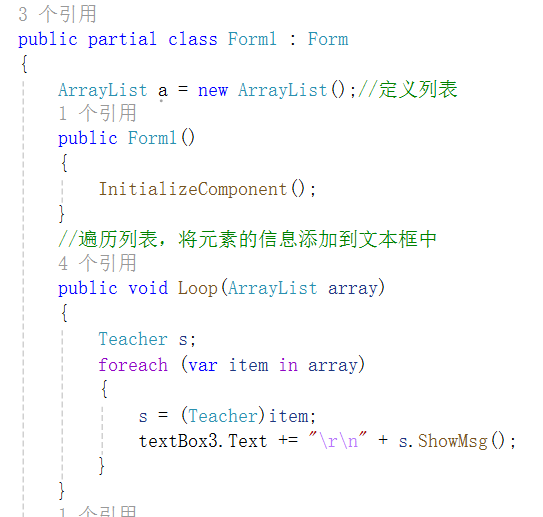 3 个引用
public partial class Form1 : Form
{
ArrayList a = new ArrayList();//定义列表
1 个引用
public Form1()
{
InitializeComponent();
}
//遍历列表，将元素的信息添加到文本框中
4 个引用
public void Loop(ArrayList array)
{
Teacher s;
foreach (var item in array)
{
s = (Teacher)item;
textBox3.Text += "\r\n" + s.ShowMsg();
}
}
1 个引用